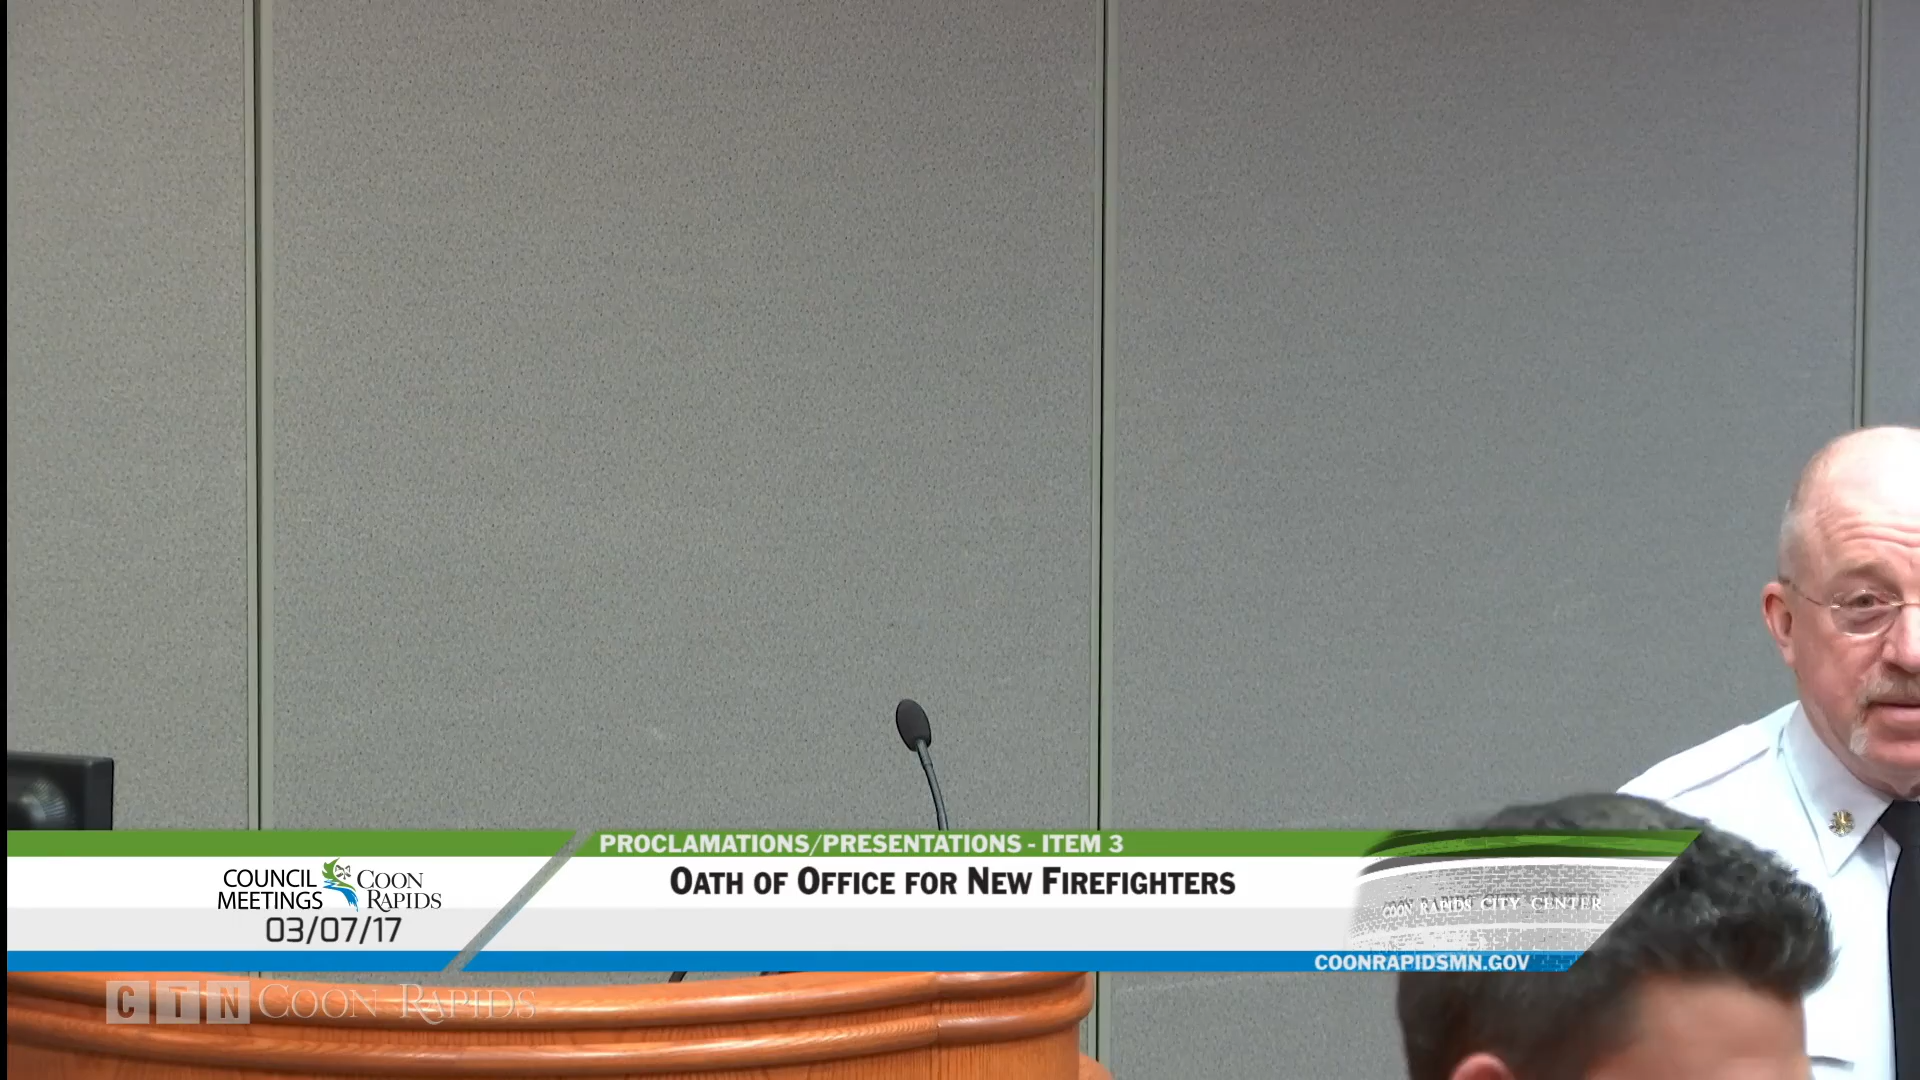 PROCLAMATIONS/PRESENTATIONS - ITEM 3
OATH OF OFFICE FOR NEW FIREFIGHTERS
COUNCIL MEETINGS
COON RAPIDS
03/07/17
COON RAPIDS CITY CENTER
COONRAPIDSMN.GOV
CTN COON RAPIDS